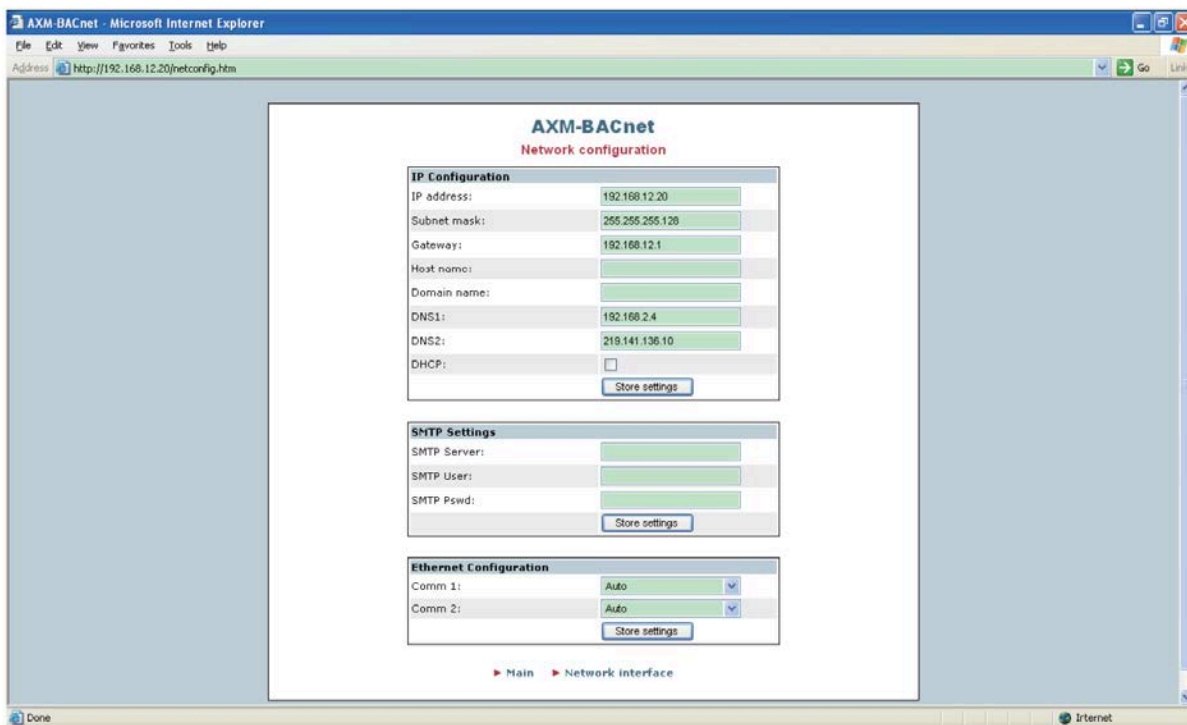 AXM-BACnet - Microsoft Internet Explorer
File Edit View Favorites Tools Help
Address http://192.168.12.20/netconfig.htm Go Link
AXM-BACnet
Network configuration
IP Configuration
IP address: 192.168.12.20
Subnet mask: 255.255.255.128
Gateway: 192.168.12.1
Host name:
Domain name:
DNS1: 192.168.2.4
DNS2: 219.141.136.10
DHCP:
Store settings
SMTP Settings
SMTP Server:
SMTP User:
SMTP Pswd:
Store settings
Ethernet Configuration
Comm 1: Auto
Comm 2: Auto
Store settings
Main Network interface
Done Internet